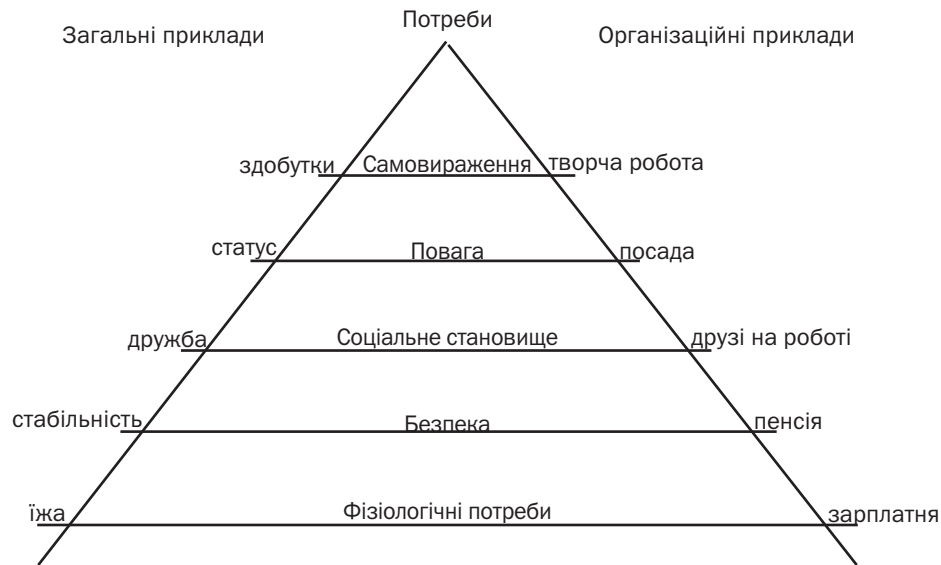 Потреби
Загальні приклади
Організаційні приклади
здобутки
Самовираження
творча робота
статус
Повага
посада
дружба
Соціальне становище
друзі на роботі
стабільність
Безпека
пенсія
їжа
Фізіологічні потреби
зарплатня